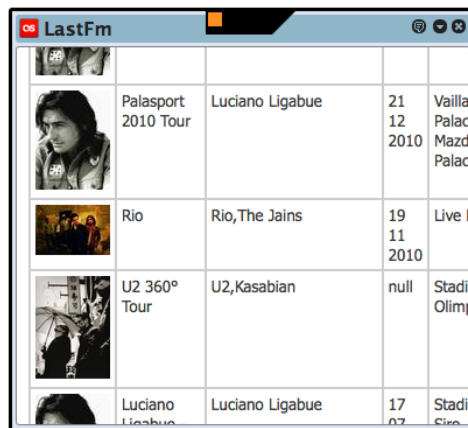 LastFm
Palasport 2010 Tour
Luciano Ligabue
21 12 2010
Rio
Rio,The Jains
19 11 2010
Live
U2 360° Tour
U2,Kasabian
null
Luciano
Luciano Ligabue
17